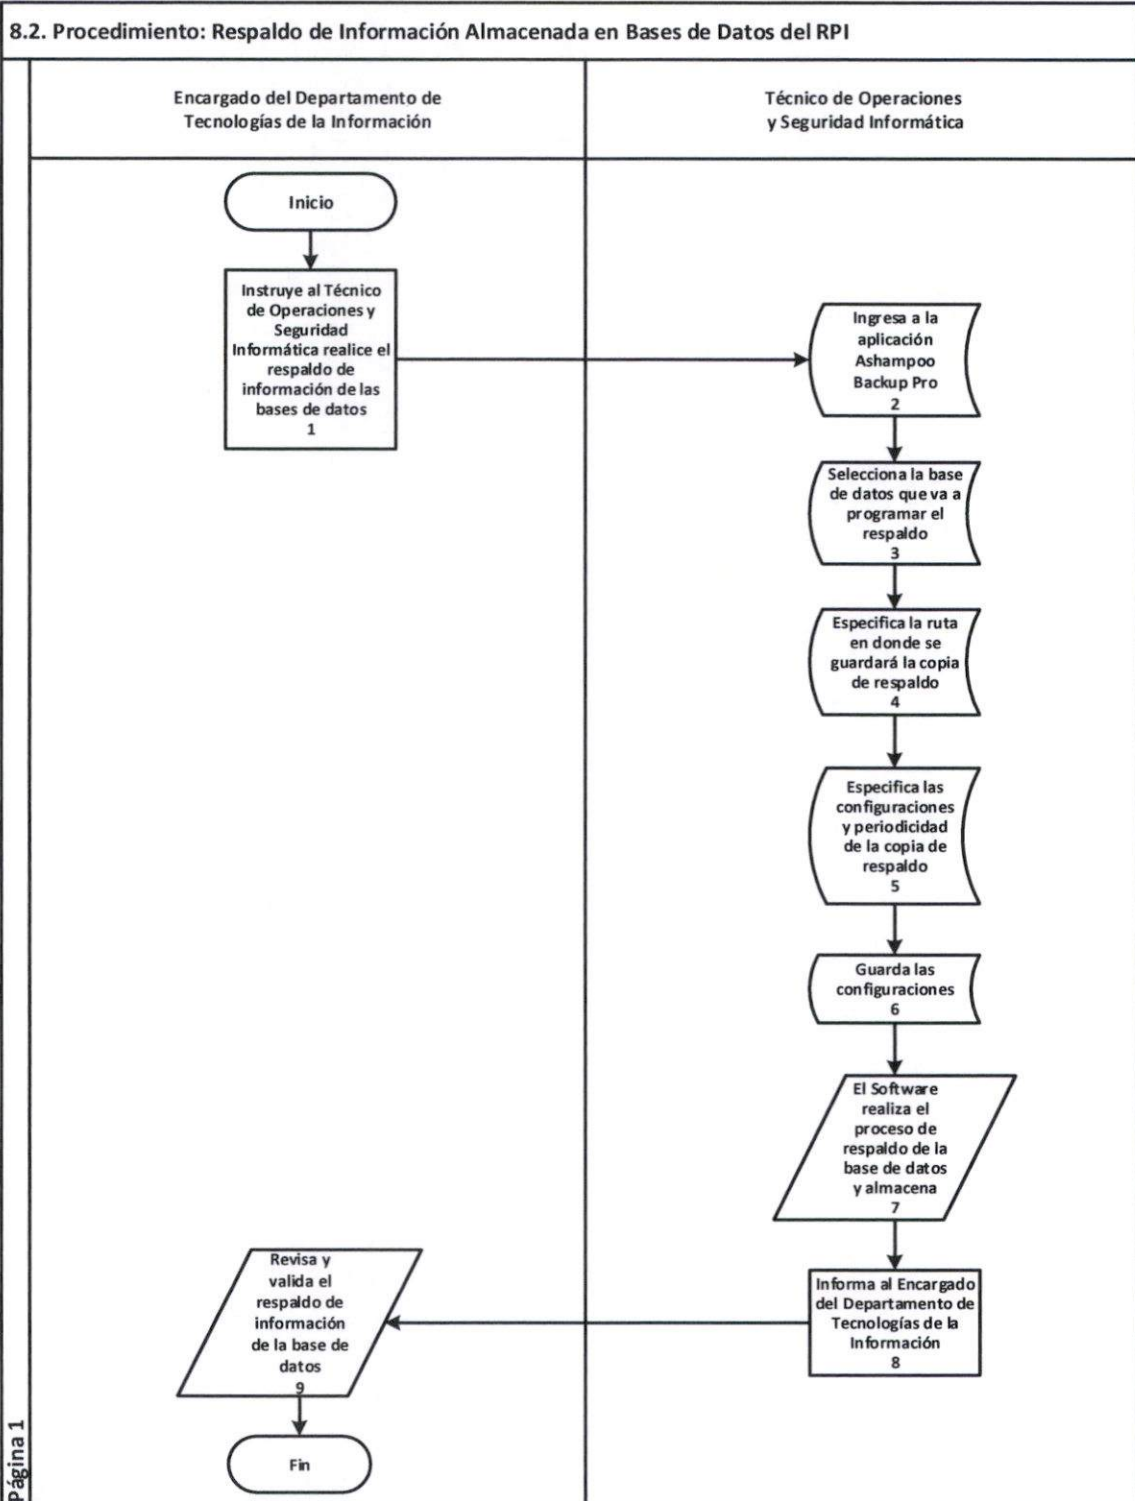 8.2. Procedimiento: Respaldo de Información Almacenada en Bases de Datos del RPI
Encargado del Departamento de
Tecnologías de la Información
Técnico de Operaciones
y Seguridad Informática
Inicio
Instruye al Técnico
de Operaciones y
Seguridad
Informática realice el
respaldo de
información de las
bases de datos
1
Ingresa a la
aplicación
Ashampoo
Backup Pro
2
Selecciona la base
de datos que va a
programar el
respaldo
3
Especifica la ruta
en donde se
guardará la copia
de respaldo
4
Especifica las
configuraciones
y periodicidad
de la copia de
respaldo
5
Guarda las
configuraciones
6
El Software
realiza el
proceso de
respaldo de la
base de datos
y almacena
7
Informa al Encargado
del Departamento de
Tecnologías de la
Información
8
Revisa y
valida el
respaldo de
información
de la base de
datos
9
Fin
Página 1